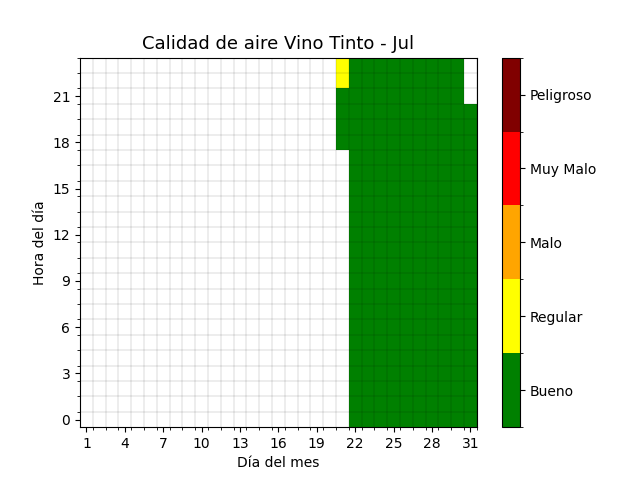 Calidad de aire Vino Tinto - Jul
Hora del día
21
18
15
12
9
6
3
0
1 4 7 10 13 16 19 22 25 28 31
Día del mes
Peligroso
Muy Malo
Malo
Regular
Bueno